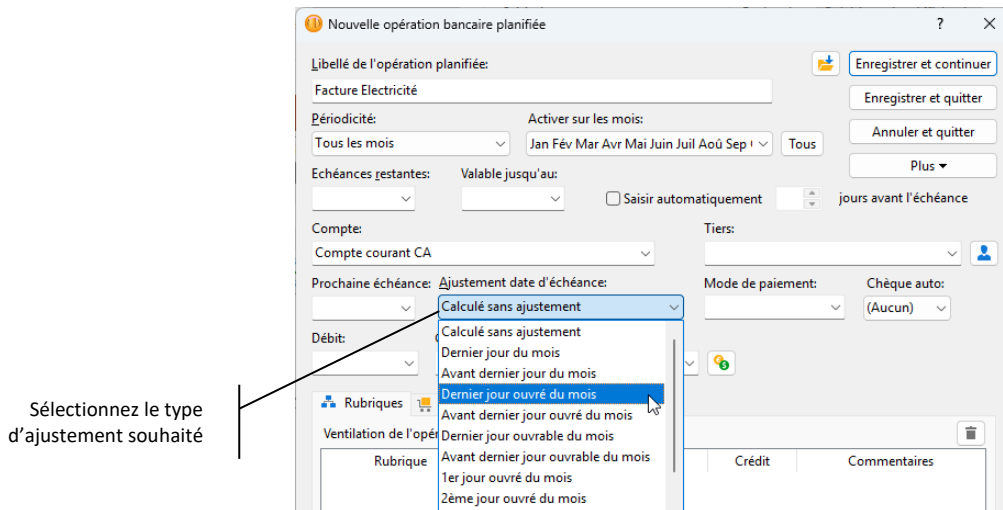 Nouvelle opération bancaire planifiée
?
Libellé de l'opération planifiée:
Enregistrer et continuer
Facture Electricité
Enregistrer et quitter
Périodicité:
Activer sur les mois:
Annuler et quitter
Tous les mois
Jan Fév Mar Avr Mai Juin Juil Aoû Sep
Tous
Plus
Echéances restantes:
Valable jusqu'au:
Saisir automatiquement
jours avant l'échéance
Compte:
Tiers:
Compte courant CA
Prochaine échéance:
Ajustement date d'échéance:
Mode de paiement:
Chèque auto:
Calculé sans ajustement
(Aucun)
Débit:
Calculé sans ajustement
Dernier jour du mois
Avant dernier jour du mois
Dernier jour ouvré du mois
Avant dernier jour ouvré du mois
Dernier jour ouvrable du mois
Avant dernier jour ouvrable du mois
1er jour ouvré du mois
2ème jour ouvré du mois
Rubriques
Ventilation de l'opér
Rubrique
Crédit
Commentaires
Sélectionnez le type
d'ajustement souhaité